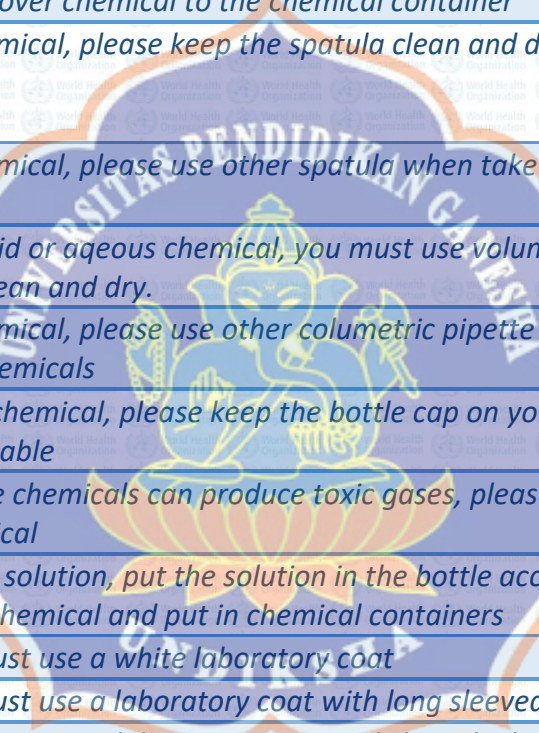 over chemical to the chemical container
mical, please keep the spatula clean and d
UNIVERSITAS PENDIDIKAN GANESHA
mical, please use other spatula when take
id or aqeous chemical, you must use volun
ean and dry.
mical, please use other columetric pipette
emicals
chemical, please keep the bottle cap on yo
able
e chemicals can produce toxic gases, pleas
ical
solution, put the solution in the bottle acc
hemical and put in chemical containers
UNDIKSHA
ust use a white laboratory coat
ust use a laboratory coat with long sleeved
World Health Organization